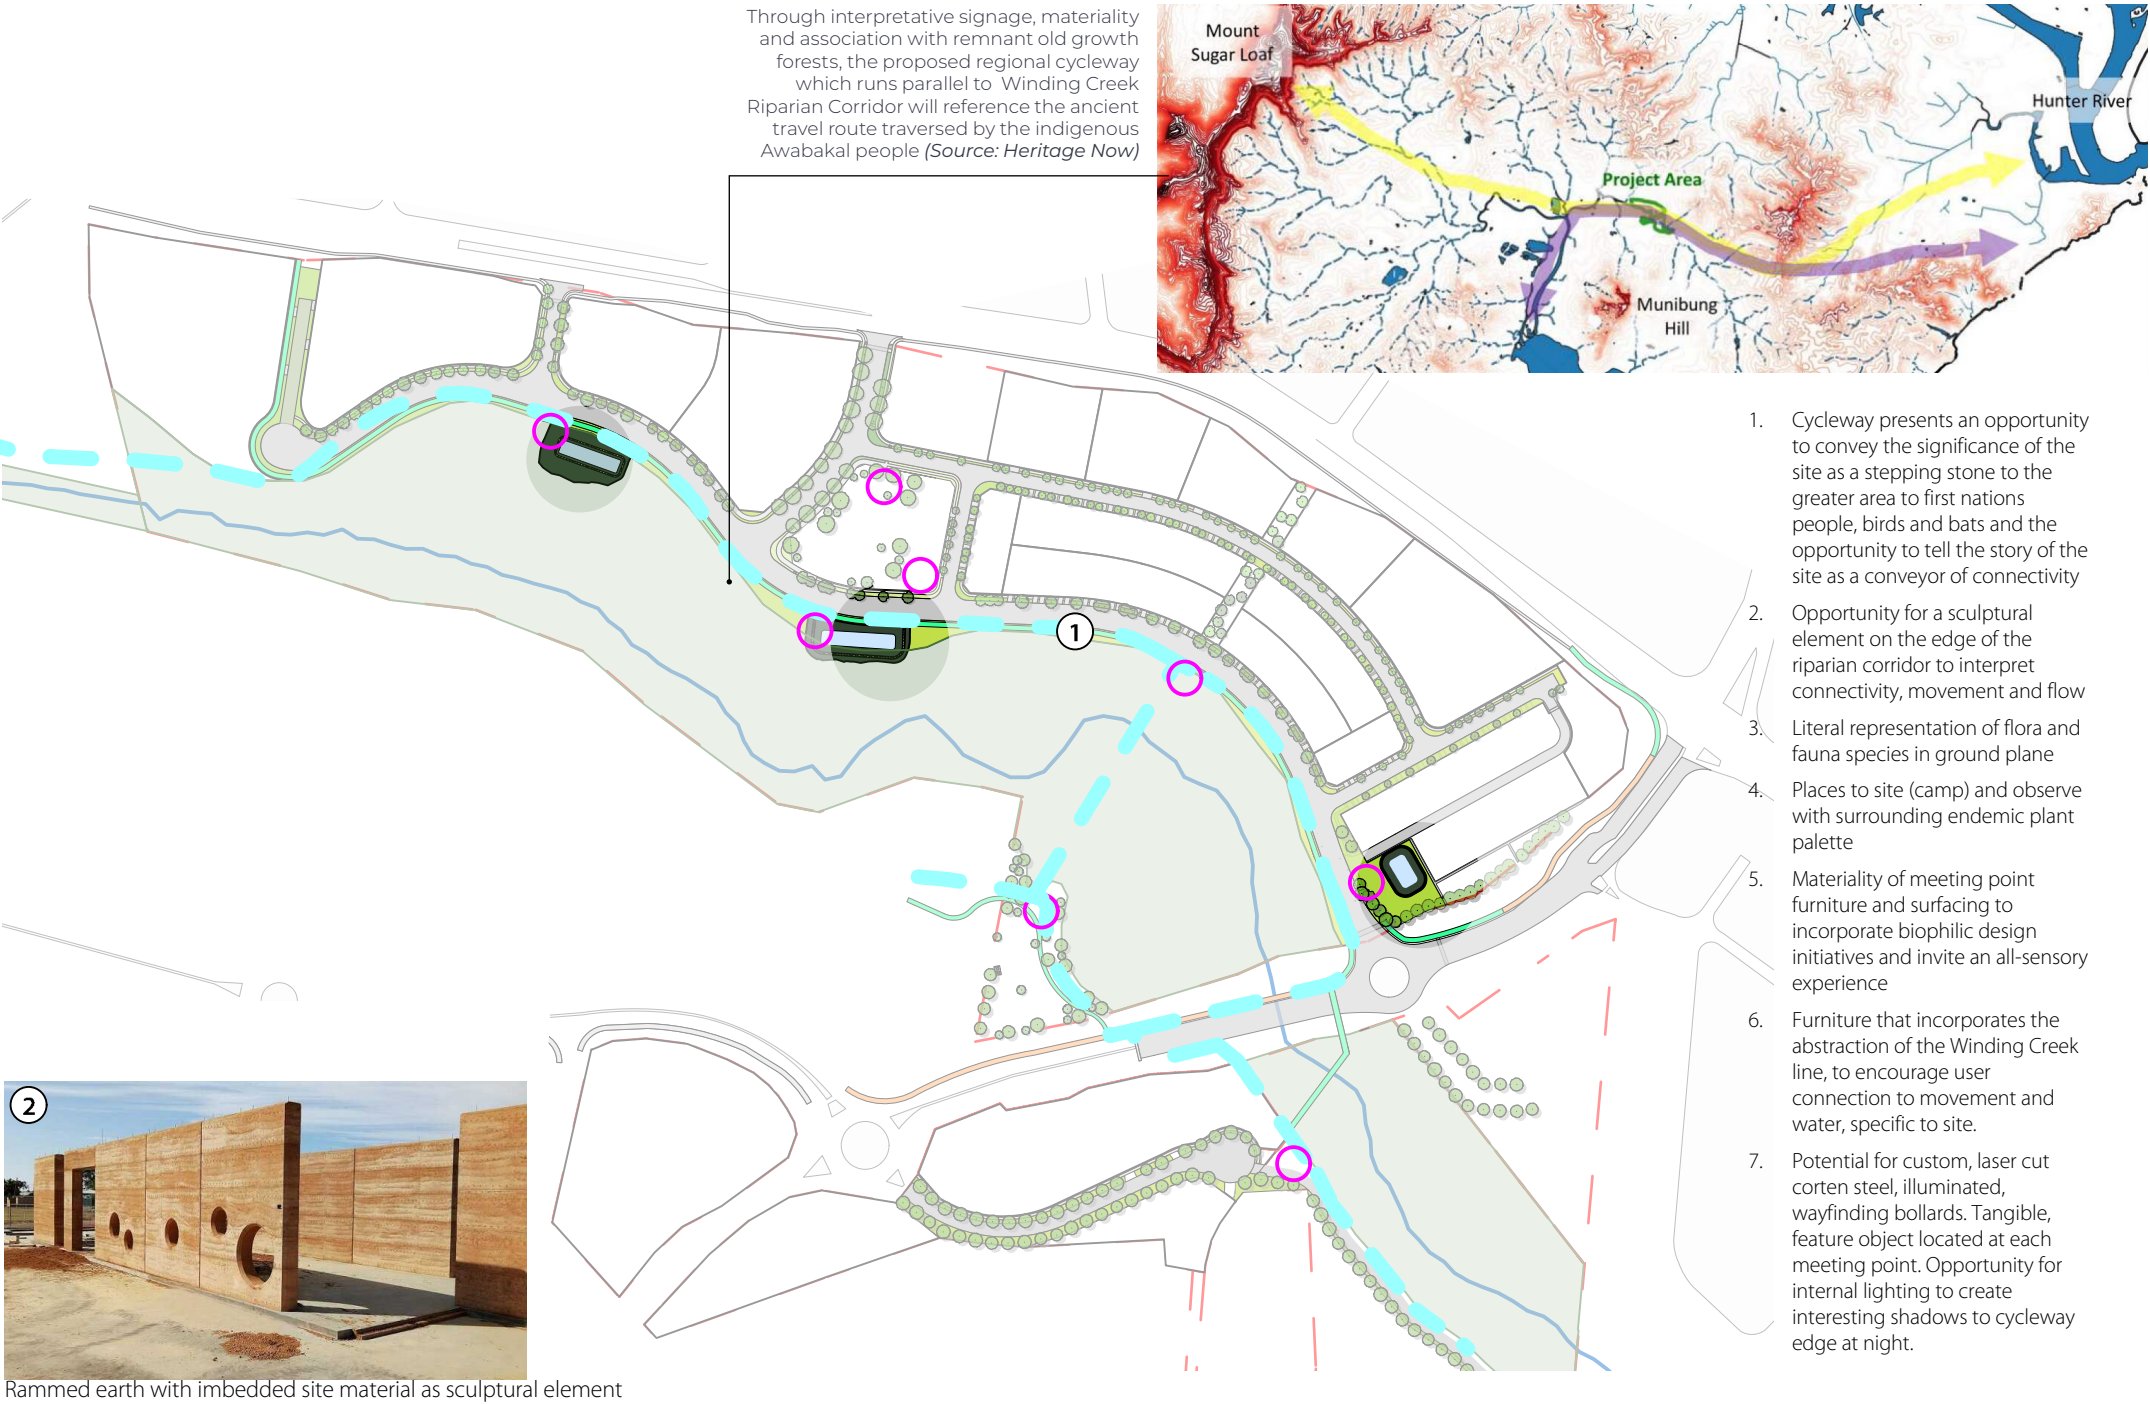 Through interpretative signage, materiality
and association with remnant old growth
forests, the proposed regional cycleway
which runs parallel to Winding Creek
Riparian Corridor will reference the ancient
travel route traversed by the indigenous
Awabakal people (Source: Heritage Now)
Mount
Sugar Loaf
Hunter River
Project Area
Munibung
Hill
1. Cycleway presents an opportunity
to convey the significance of the
site as a stepping stone to the
greater area to first nations
people, birds and bats and the
opportunity to tell the story of the
site as a conveyor of connectivity
2. Opportunity for a sculptural
element on the edge of the
riparian corridor to interpret
connectivity, movement and flow
3. Literal representation of flora and
fauna species in ground plane
4. Places to site (camp) and observe
with surrounding endemic plant
palette
5. Materiality of meeting point
furniture and surfacing to
incorporate biophilic design
initiatives and invite an all-sensory
experience
6. Furniture that incorporates the
abstraction of the Winding Creek
line, to encourage user
connection to movement and
water, specific to site.
7. Potential for custom, laser cut
corten steel, illuminated,
wayfinding bollards. Tangible,
feature object located at each
meeting point. Opportunity for
internal lighting to create
interesting shadows to cycleway
edge at night.
1
2
Rammed earth with imbedded site material as sculptural element